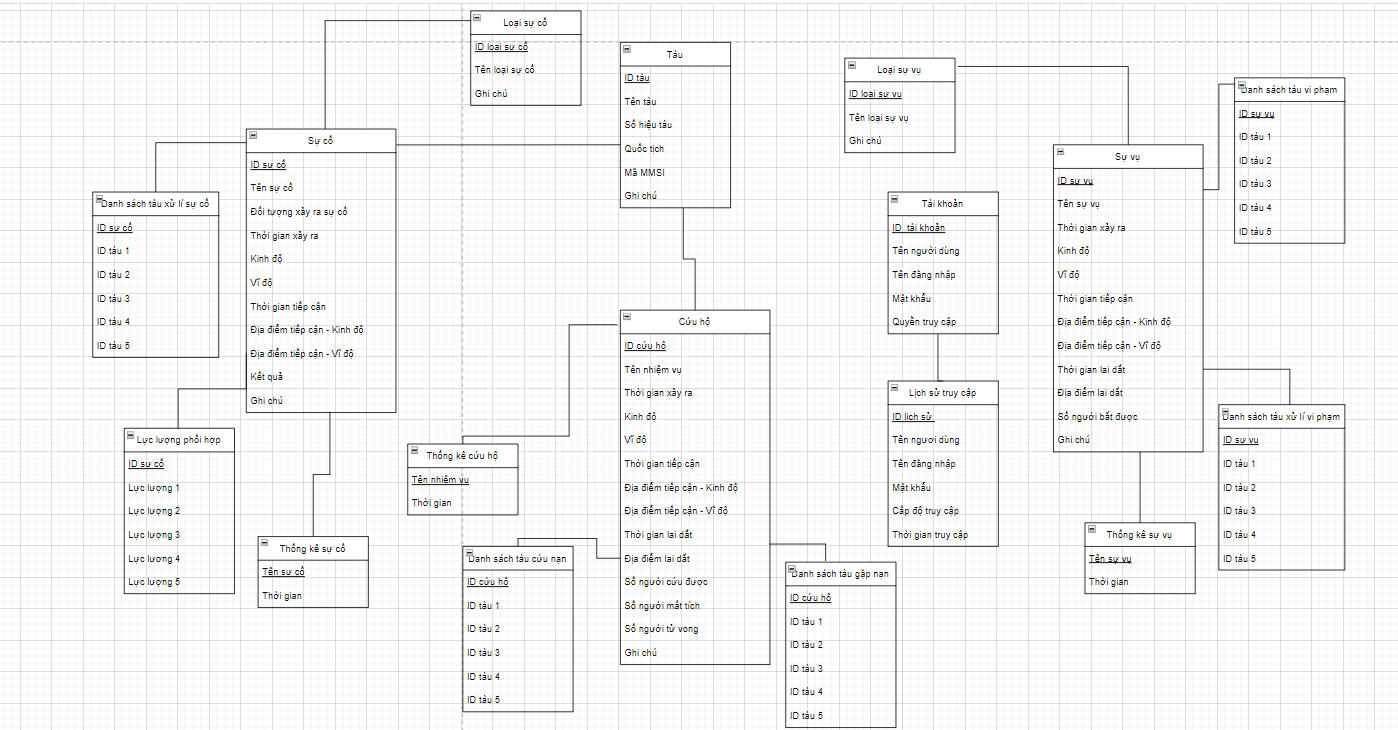 Loại sự cố
ID loại sự cố
Tên loại sự cố
Ghi chú
Tàu
ID tàu
Tên tàu
Số hiệu tàu
Quốc tịch
Mã MMSI
Ghi chú
Loại sự vụ
ID loại sự vụ
Tên loại sự vụ
Ghi chú
Danh sách tàu vi phạm
ID sự vụ
ID tàu 1
ID tàu 2
ID tàu 3
ID tàu 4
ID tàu 5
Sự cố
ID sự cố
Tên sự cố
Đối tượng xảy ra sự cố
Thời gian xảy ra
Kinh độ
Vĩ độ
Thời gian tiếp cận
Địa điểm tiếp cận - Kinh độ
Địa điểm tiếp cận - Vĩ độ
Kết quả
Ghi chú
Sự vụ
ID sự vụ
Tên sự vụ
Thời gian xảy ra
Kinh độ
Vĩ độ
Thời gian tiếp cận
Địa điểm tiếp cận - Kinh độ
Địa điểm tiếp cận - Vĩ độ
Thời gian lai dắt
Địa điểm lai dắt
Số người bắt được
Ghi chú
Danh sách tàu xử lí sự cố
ID sự cố
ID tàu 1
ID tàu 2
ID tàu 3
ID tàu 4
ID tàu 5
Tài khoản
ID tài khoản
Tên người dùng
Tên đăng nhập
Mật khẩu
Quyền truy cập
Cứu hộ
ID cứu hộ
Tên nhiệm vụ
Thời gian xảy ra
Kinh độ
Vĩ độ
Thời gian tiếp cận
Địa điểm tiếp cận - Kinh độ
Địa điểm tiếp cận - Vĩ độ
Thời gian lai dắt
Địa điểm lai dắt
Số người cứu được
Số người mất tích
Số người tử vong
Ghi chú
Lịch sử truy cập
ID lịch sử
Tên ngươi dùng
Tên đăng nhập
Mật khẩu
Cấp độ truy cập
Thời gian truy cập
Danh sách tàu xử lí vi phạm
ID sự vụ
ID tàu 1
ID tàu 2
ID tàu 3
ID tàu 4
ID tàu 5
Lực lượng phối hợp
ID sự cố
Lực lượng 1
Lực lượng 2
Lực lượng 3
Lực lượng 4
Lực lượng 5
Thống kê cứu hộ
Tên nhiệm vụ
Thời gian
Thống kê sự vụ
Tên sự vụ
Thời gian
Thống kê sự cố
Tên sự cố
Thời gian
Danh sách tàu cứu nạn
ID cứu hộ
ID tàu 1
ID tàu 2
ID tàu 3
ID tàu 4
ID tàu 5
Danh sách tàu gặp nạn
ID cứu hộ
ID tàu 1
ID tàu 2
ID tàu 3
ID tàu 4
ID tàu 5